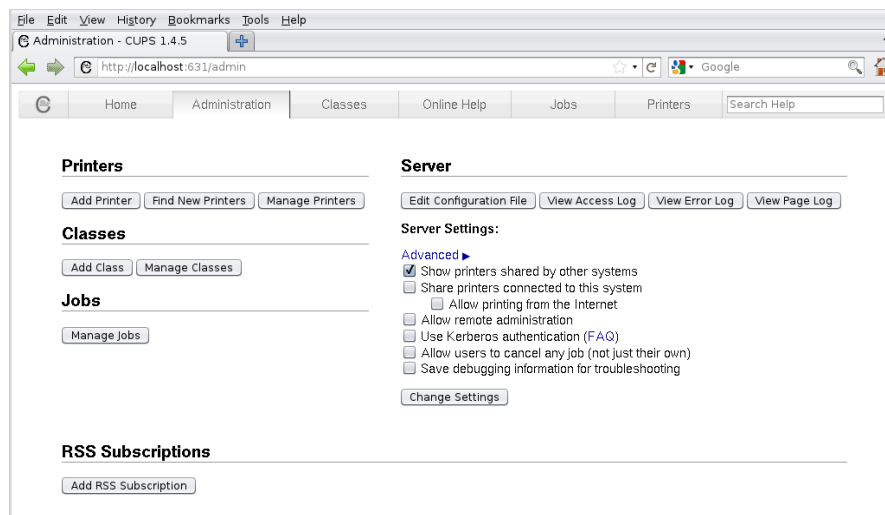 File Edit View History Bookmarks Tools Help
Administration - CUPS 1.4.5
http://localhost:631/admin
Google
Home Administration Classes Online Help Jobs Printers Search Help
Printers
Add Printer Find New Printers Manage Printers
Classes
Add Class Manage Classes
Jobs
Manage Jobs
Server
Edit Configuration File View Access Log View Error Log View Page Log
Server Settings:
Advanced ▶
Show printers shared by other systems
Share printers connected to this system
Allow printing from the Internet
Allow remote administration
Use Kerberos authentication (FAQ)
Allow users to cancel any job (not just their own)
Save debugging information for troubleshooting
Change Settings
RSS Subscriptions
Add RSS Subscription